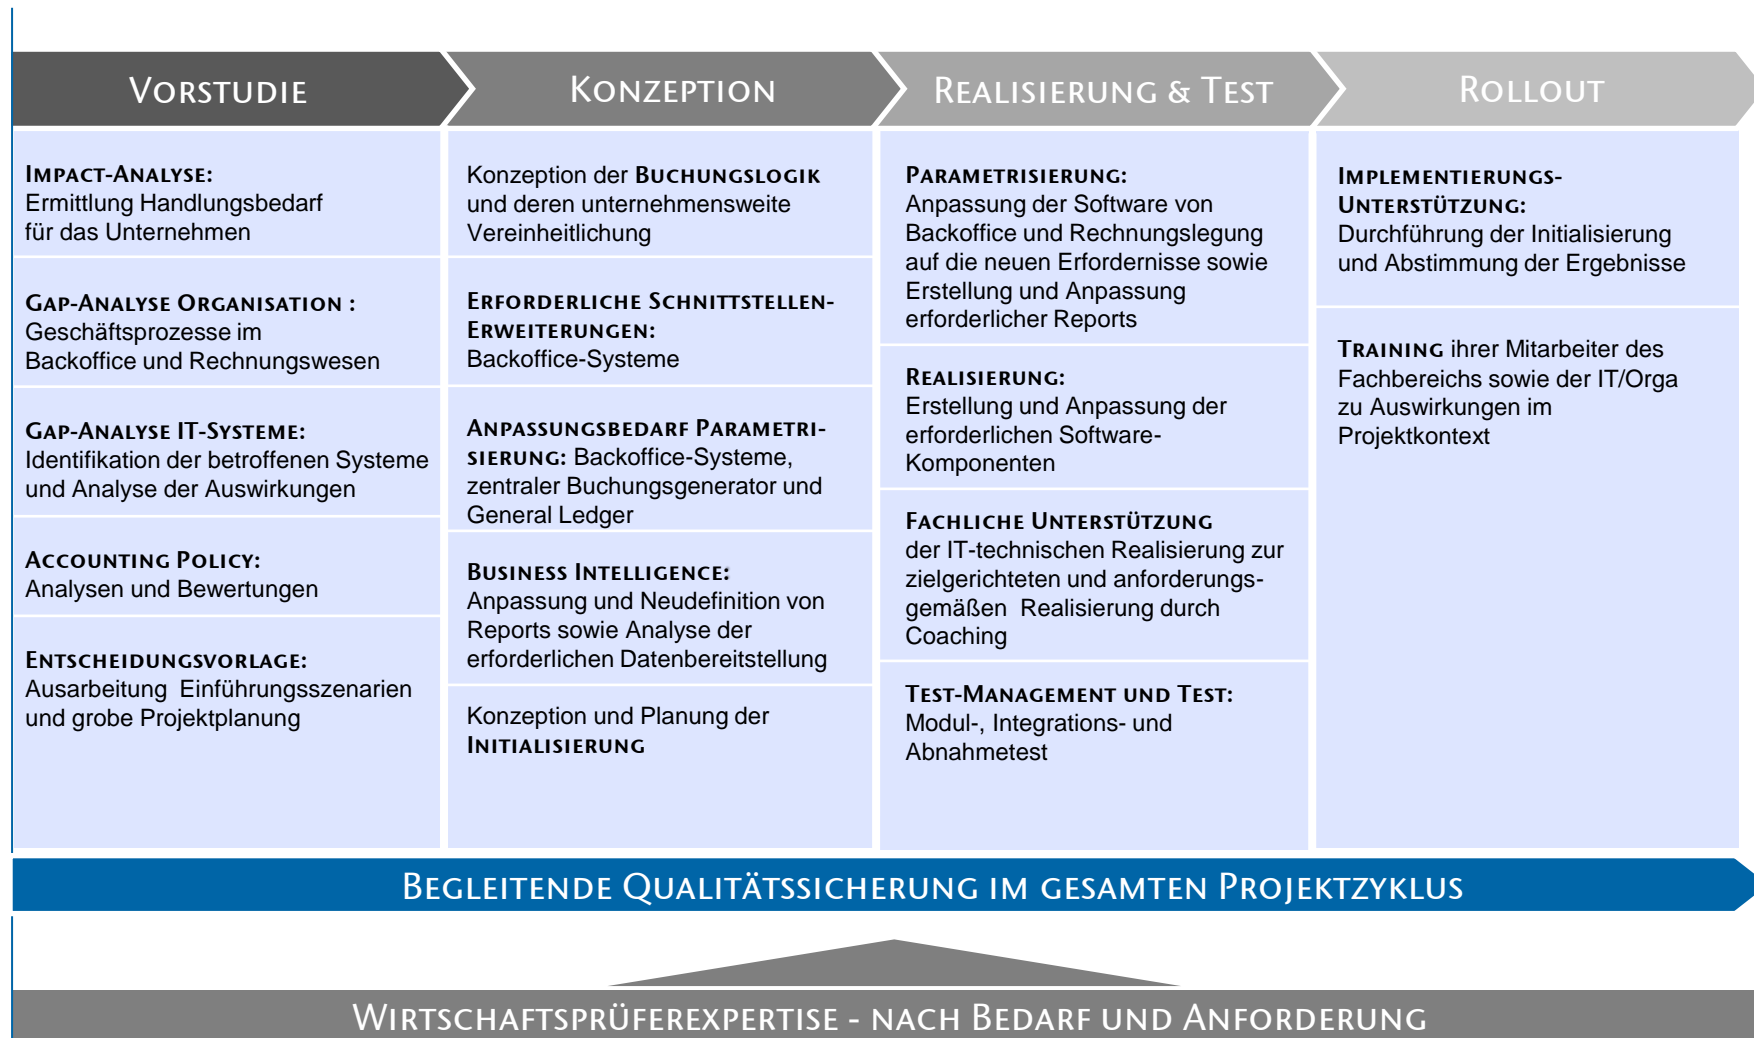 Vorstudie
Konzeption
Realisierung & Test
Rollout
Impact-Analyse:
Ermittlung Handlungsbedarf
für das Unternehmen
Gap-Analyse Organisation :
Geschäftsprozesse im
Backoffice und Rechnungswesen
Gap-Analyse IT-Systeme:
Identifikation der betroffenen Systeme
und Analyse der Auswirkungen
Accounting Policy:
Analysen und Bewertungen
Entscheidungsvorlage:
Ausarbeitung Einführungsszenarien
und grobe Projektplanung
Konzeption der Buchungslogik
und deren unternehmensweite
Vereinheitlichung
Erforderliche Schnittstellen-
Erweiterungen:
Backoffice-Systeme
Anpassungsbedarf Parametri-
sierung: Backoffice-Systeme,
zentraler Buchungsgenerator und
General Ledger
Business Intelligence:
Anpassung und Neudefinition von
Reports sowie Analyse der
erforderlichen Datenbereitstellung
Konzeption und Planung der
Initialisierung
Parametrisierung:
Anpassung der Software von
Backoffice und Rechnungslegung
auf die neuen Erfordernisse sowie
Erstellung und Anpassung
erforderlicher Reports
Realisierung:
Erstellung und Anpassung der
erforderlichen Software-
Komponenten
Fachliche Unterstützung
der IT-technischen Realisierung zur
zielgerichteten und anforderungs-
gemäßen Realisierung durch
Coaching
Test-Management und Test:
Modul-, Integrations- und
Abnahmetest
Implementierungs-
Unterstützung:
Durchführung der Initialisierung
und Abstimmung der Ergebnisse
Training ihrer Mitarbeiter des
Fachbereichs sowie der IT/Orga
zu Auswirkungen im
Projektkontext
Begleitende Qualitätssicherung im gesamten Projektzyklus
Wirtschaftsprüferexpertise - nach Bedarf und Anforderung